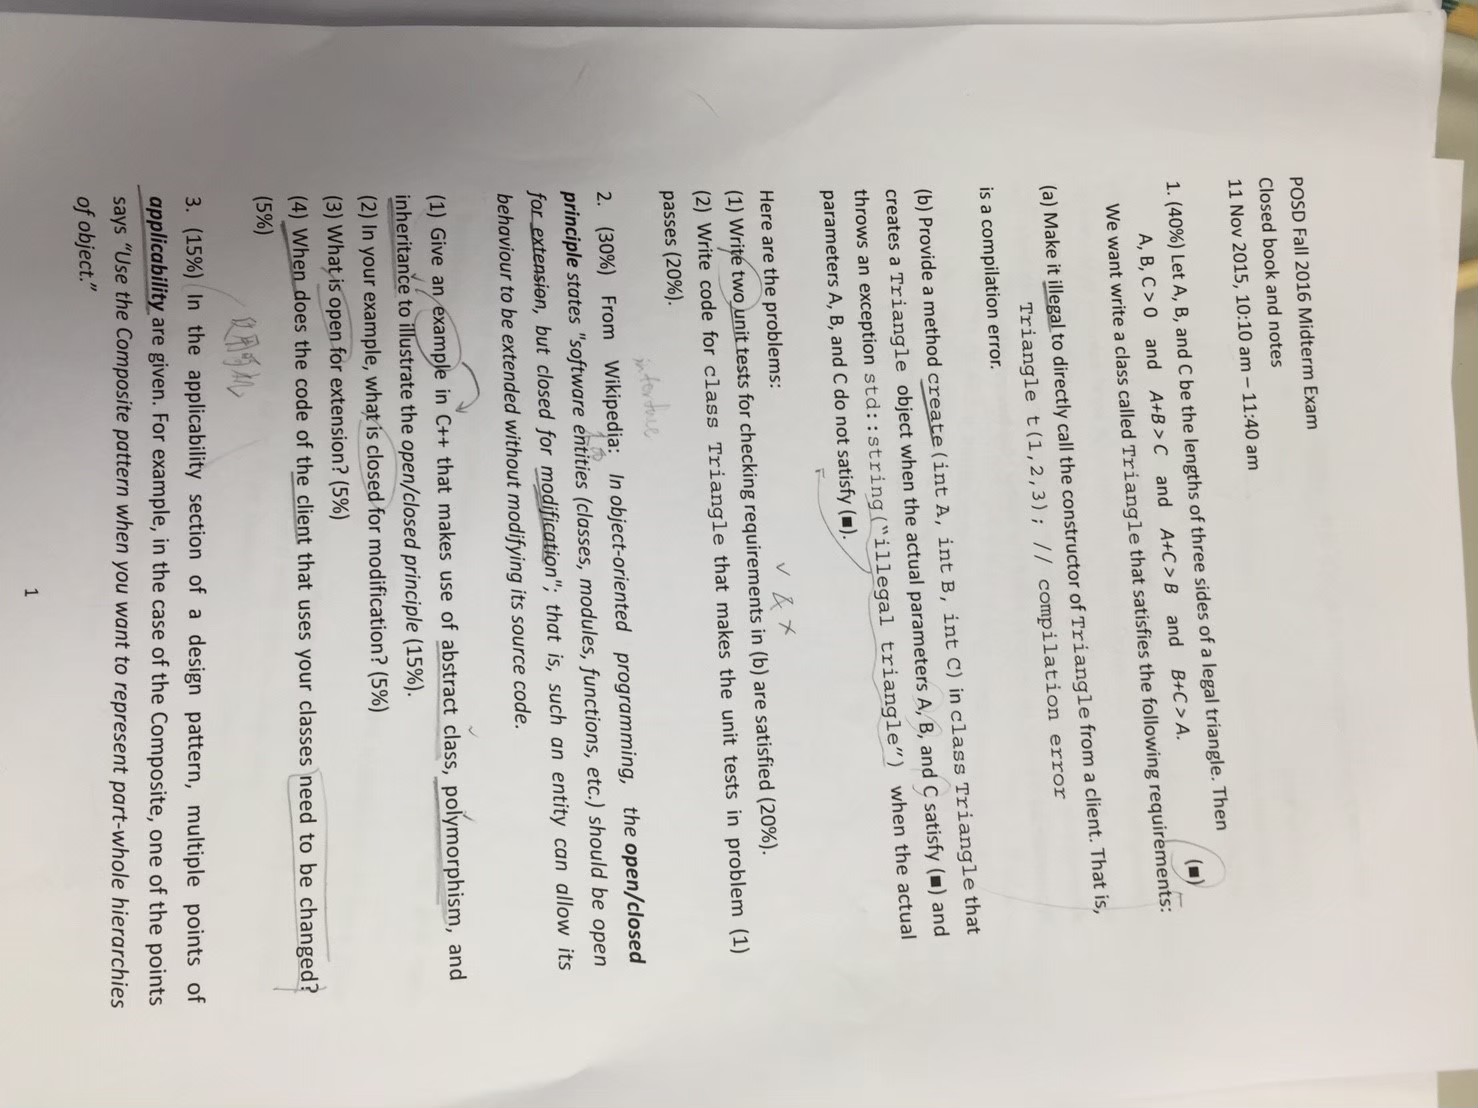 POSD Fall 2016 Midterm Exam
Closed book and notes
11 Nov 2015, 10:10 am – 11:40 am
1. (40%) Let A, B, and C be the lengths of three sides of a legal triangle. Then
A, B, C > 0 and A+B > C and A+C > B and B+C > A. (■)
We want write a class called Triangle that satisfies the following requirements:
(a) Make it illegal to directly call the constructor of Triangle from a client. That is,
Triangle t(1,2,3); // compilation error
is a compilation error.
(b) Provide a method create(int A, int B, int C) in class Triangle that
creates a Triangle object when the actual parameters A, B, and C satisfy (■) and
throws an exception std::string("illegal triangle") when the actual
parameters A, B, and C do not satisfy (■).
Here are the problems:
✓ & ×
(1) Write two unit tests for checking requirements in (b) are satisfied (20%).
(2) Write code for class Triangle that makes the unit tests in problem (1)
passes (20%).
interface
2. (30%) From Wikipedia: In object-oriented programming, the open/closed
principle states "software entities (classes, modules, functions, etc.) should be open
for extension, but closed for modification"; that is, such an entity can allow its
behaviour to be extended without modifying its source code.
(1) Give an example in C++ that makes use of abstract class, polymorphism, and
inheritance to illustrate the open/closed principle (15%).
(2) In your example, what is closed for modification? (5%)
(3) What is open for extension? (5%)
(4) When does the code of the client that uses your classes need to be changed?
(5%)
使用時机
3. (15%) In the applicability section of a design pattern, multiple points of
applicability are given. For example, in the case of the Composite, one of the points
says "Use the Composite pattern when you want to represent part-whole hierarchies
of object."
1